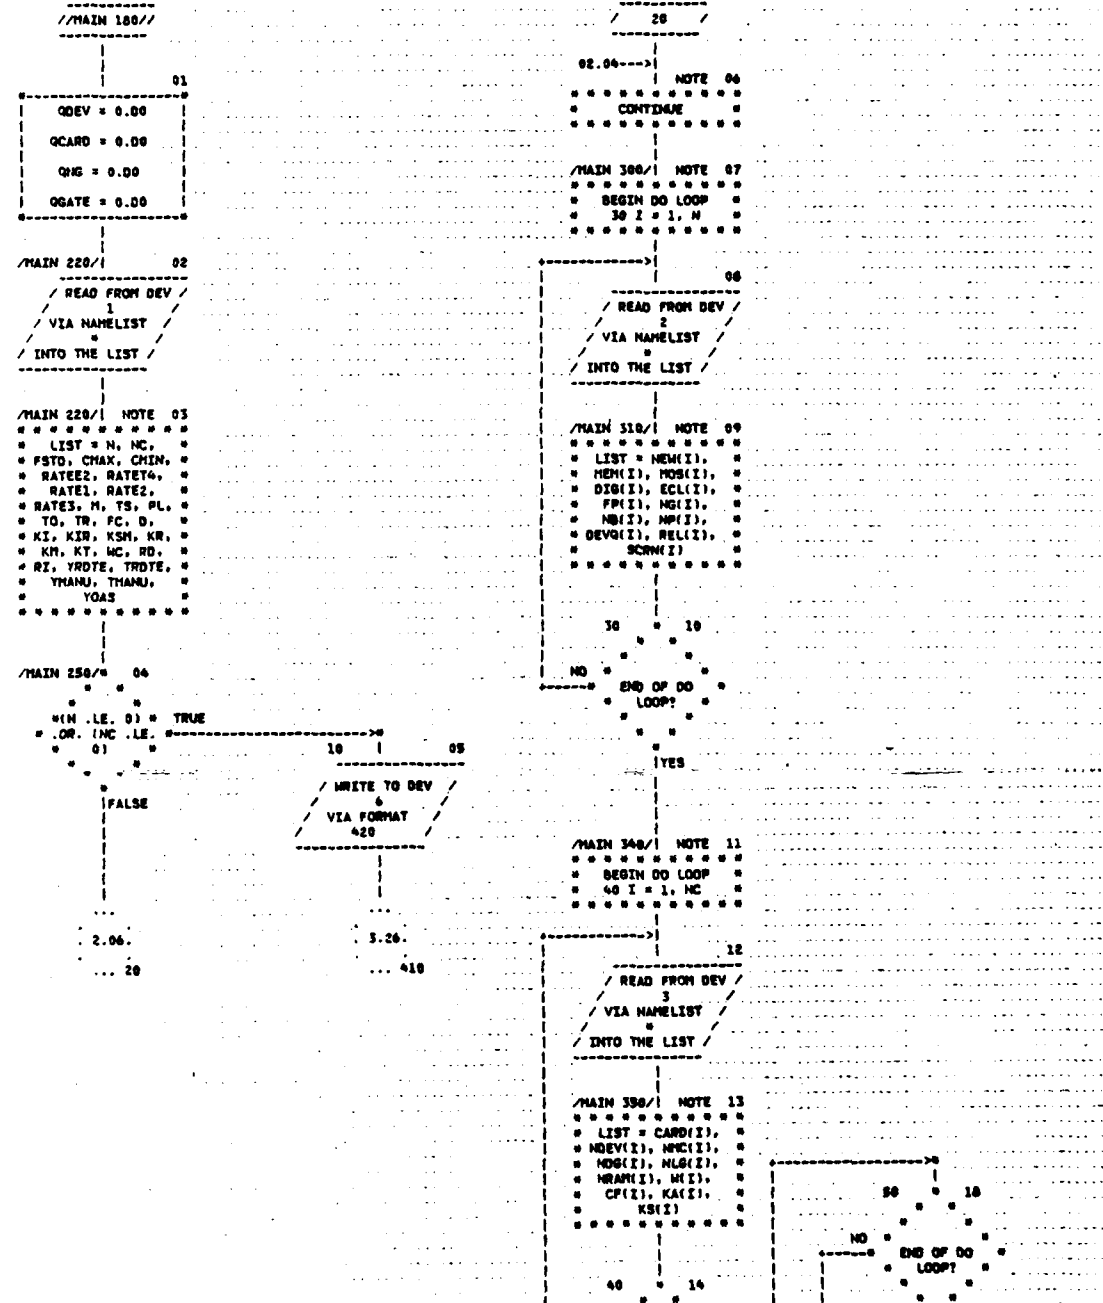 //MAIN 180//
01
QDEV = 0.00
QCARD = 0.00
QNG = 0.00
QGATE = 0.00
/MAIN 220/ 02
/ READ FROM DEV /
1
/ VIA NAMELIST /
*
/ INTO THE LIST /
/MAIN 220/ NOTE 03
LIST = N, NC,
FSTD, CMAX, CMIN,
RATEE2, RATET4,
RATE1, RATE2,
RATE3, M, TS, PL,
TO, TR, FC, D,
KI, KIR, KSM, KR,
KM, KT, WC, RD,
RI, YRDTE, TRDTE,
YMANU, TMANU,
YOAS
/MAIN 250/* 04
*(N .LE. 0) * TRUE
* .OR. (NC .LE. *
0)
FALSE
2.06.
... 20
10 05
/ WRITE TO DEV /
6
VIA FORMAT
420
3.26.
... 410
/ 20 /
02.04--->
NOTE 06
CONTINUE
/MAIN 300/ NOTE 07
BEGIN DO LOOP
30 I = 1, N
08
/ READ FROM DEV /
2
/ VIA NAMELIST /
*
/ INTO THE LIST /
/MAIN 310/ NOTE 09
LIST = NEW(I),
MEM(I), MOS(I),
DIG(I), ECL(I),
FP(I), NG(I),
NB(I), NP(I),
DEVQ(I), REL(I),
SCRN(I)
30 * 10
NO
END OF DO
LOOP?
YES
/MAIN 340/ NOTE 11
BEGIN DO LOOP
40 I = 1, NC
12
/ READ FROM DEV /
3
/ VIA NAMELIST /
*
/ INTO THE LIST /
/MAIN 350/ NOTE 13
LIST = CARD(I),
NDEV(I), NMC(I),
NDG(I), NLG(I),
NRAM(I), W(I),
CF(I), KA(I),
KS(I)
40 * 14
50 * 18
NO
END OF DO
LOOP?